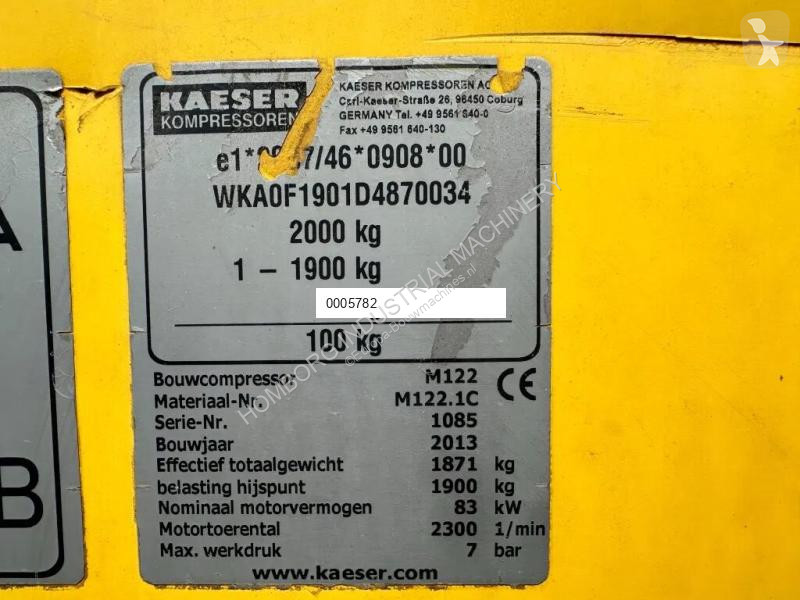 KAESER
KOMPRESSOREN
KAESER KOMPRESSOREN AG
Carl-Kaeser-Straße 26, 96450 Coburg
GERMANY Tel. +49 9561 640-0
Fax +49 9561 640-130
WKA0F1901D4870034
2000 kg
1 – 1900 kg
0005782
100 kg
Bouwcompressor M122
Materiaal-Nr. M122.1C
CE
Serie-Nr. 1085
Bouwjaar 2013
Effectief totaalgewicht 1871 kg
belasting hijspunt 1900 kg
Nominaal motorvermogen 83 kW
Motortoerental 2300 1/min
Max. werkdruk 7 bar
www.kaeser.com
A
B
HOMBORG INDUSTRIAL MACHINERY